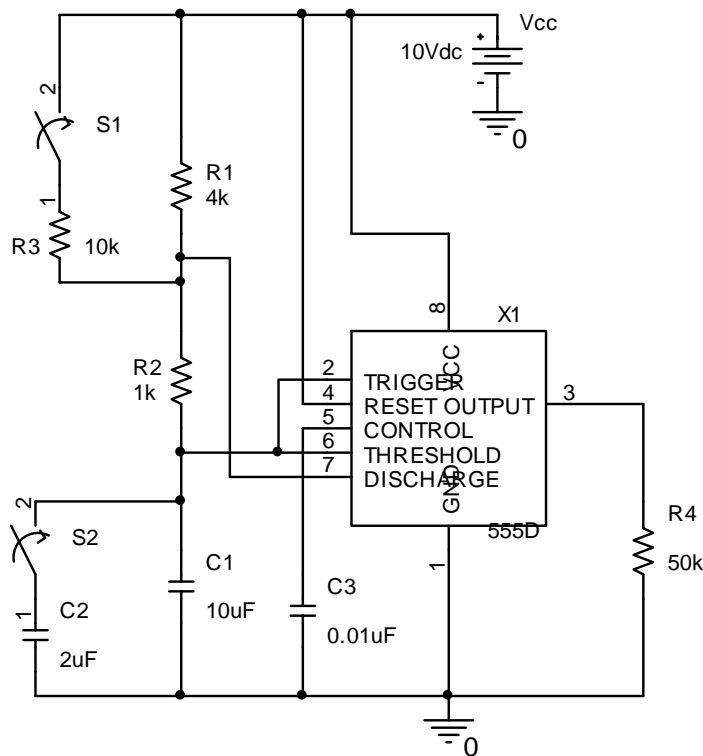 Vcc
+
10Vdc
-
0
2
S1
1
R3
10k
R1
4k
R2
1k
8
X1
VCC
2
TRIGGER
4
RESET OUTPUT
3
5
CONTROL
6
THRESHOLD
7
DISCHARGE
GND
555D
1
2
S2
1
C2
2uF
C1
10uF
C3
0.01uF
R4
50k
0